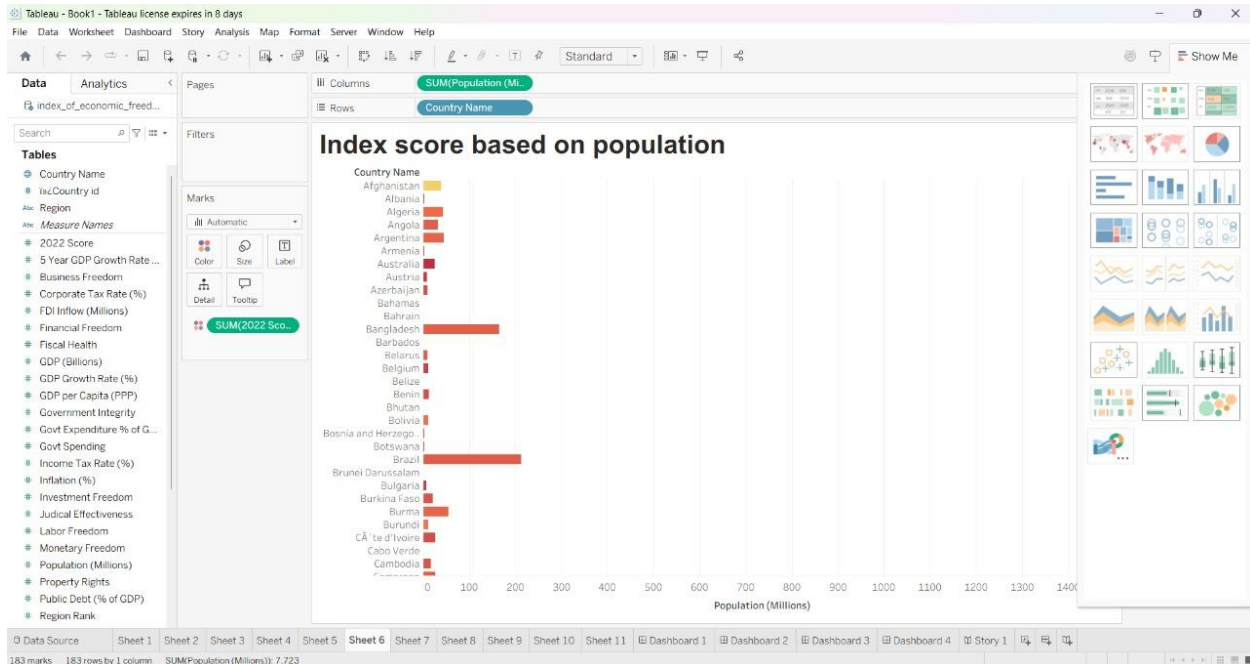 Tableau - Book1 - Tableau license expires in 8 days
File Data Worksheet Dashboard Story Analysis Map Format Server Window Help
Standard
Show Me
Data Analytics
index_of_economic_freed...
Search
Tables
Country Name
ï»¿Country id
Abc Region
Abc Measure Names
# 2022 Score
# 5 Year GDP Growth Rate ...
# Business Freedom
# Corporate Tax Rate (%)
# FDI Inflow (Millions)
# Financial Freedom
# Fiscal Health
# GDP (Billions)
# GDP Growth Rate (%)
# GDP per Capita (PPP)
# Government Integrity
# Govt Expenditure % of G...
# Govt Spending
# Income Tax Rate (%)
# Inflation (%)
# Investment Freedom
# Judical Effectiveness
# Labor Freedom
# Monetary Freedom
# Population (Millions)
# Property Rights
# Public Debt (% of GDP)
# Region Rank
Pages
Filters
Marks
Automatic
Color Size Label
Detail Tooltip
SUM(2022 Sco..
Columns SUM(Population (Mi..
Rows Country Name
Index score based on population
Country Name
Afghanistan
Albania
Algeria
Angola
Argentina
Armenia
Australia
Austria
Azerbaijan
Bahamas
Bahrain
Bangladesh
Barbados
Belarus
Belgium
Belize
Benin
Bhutan
Bolivia
Bosnia and Herzego..
Botswana
Brazil
Brunei Darussalam
Bulgaria
Burkina Faso
Burma
Burundi
CÃ´te d'Ivoire
Cabo Verde
Cambodia
0 100 200 300 400 500 600 700 800 900 1000 1100 1200 1300 1400
Population (Millions)
Data Source Sheet 1 Sheet 2 Sheet 3 Sheet 4 Sheet 5 Sheet 6 Sheet 7 Sheet 8 Sheet 9 Sheet 10 Sheet 11 Dashboard 1 Dashboard 2 Dashboard 3 Dashboard 4 Story 1
183 marks 183 rows by 1 column SUM(Population (Millions)): 7,723